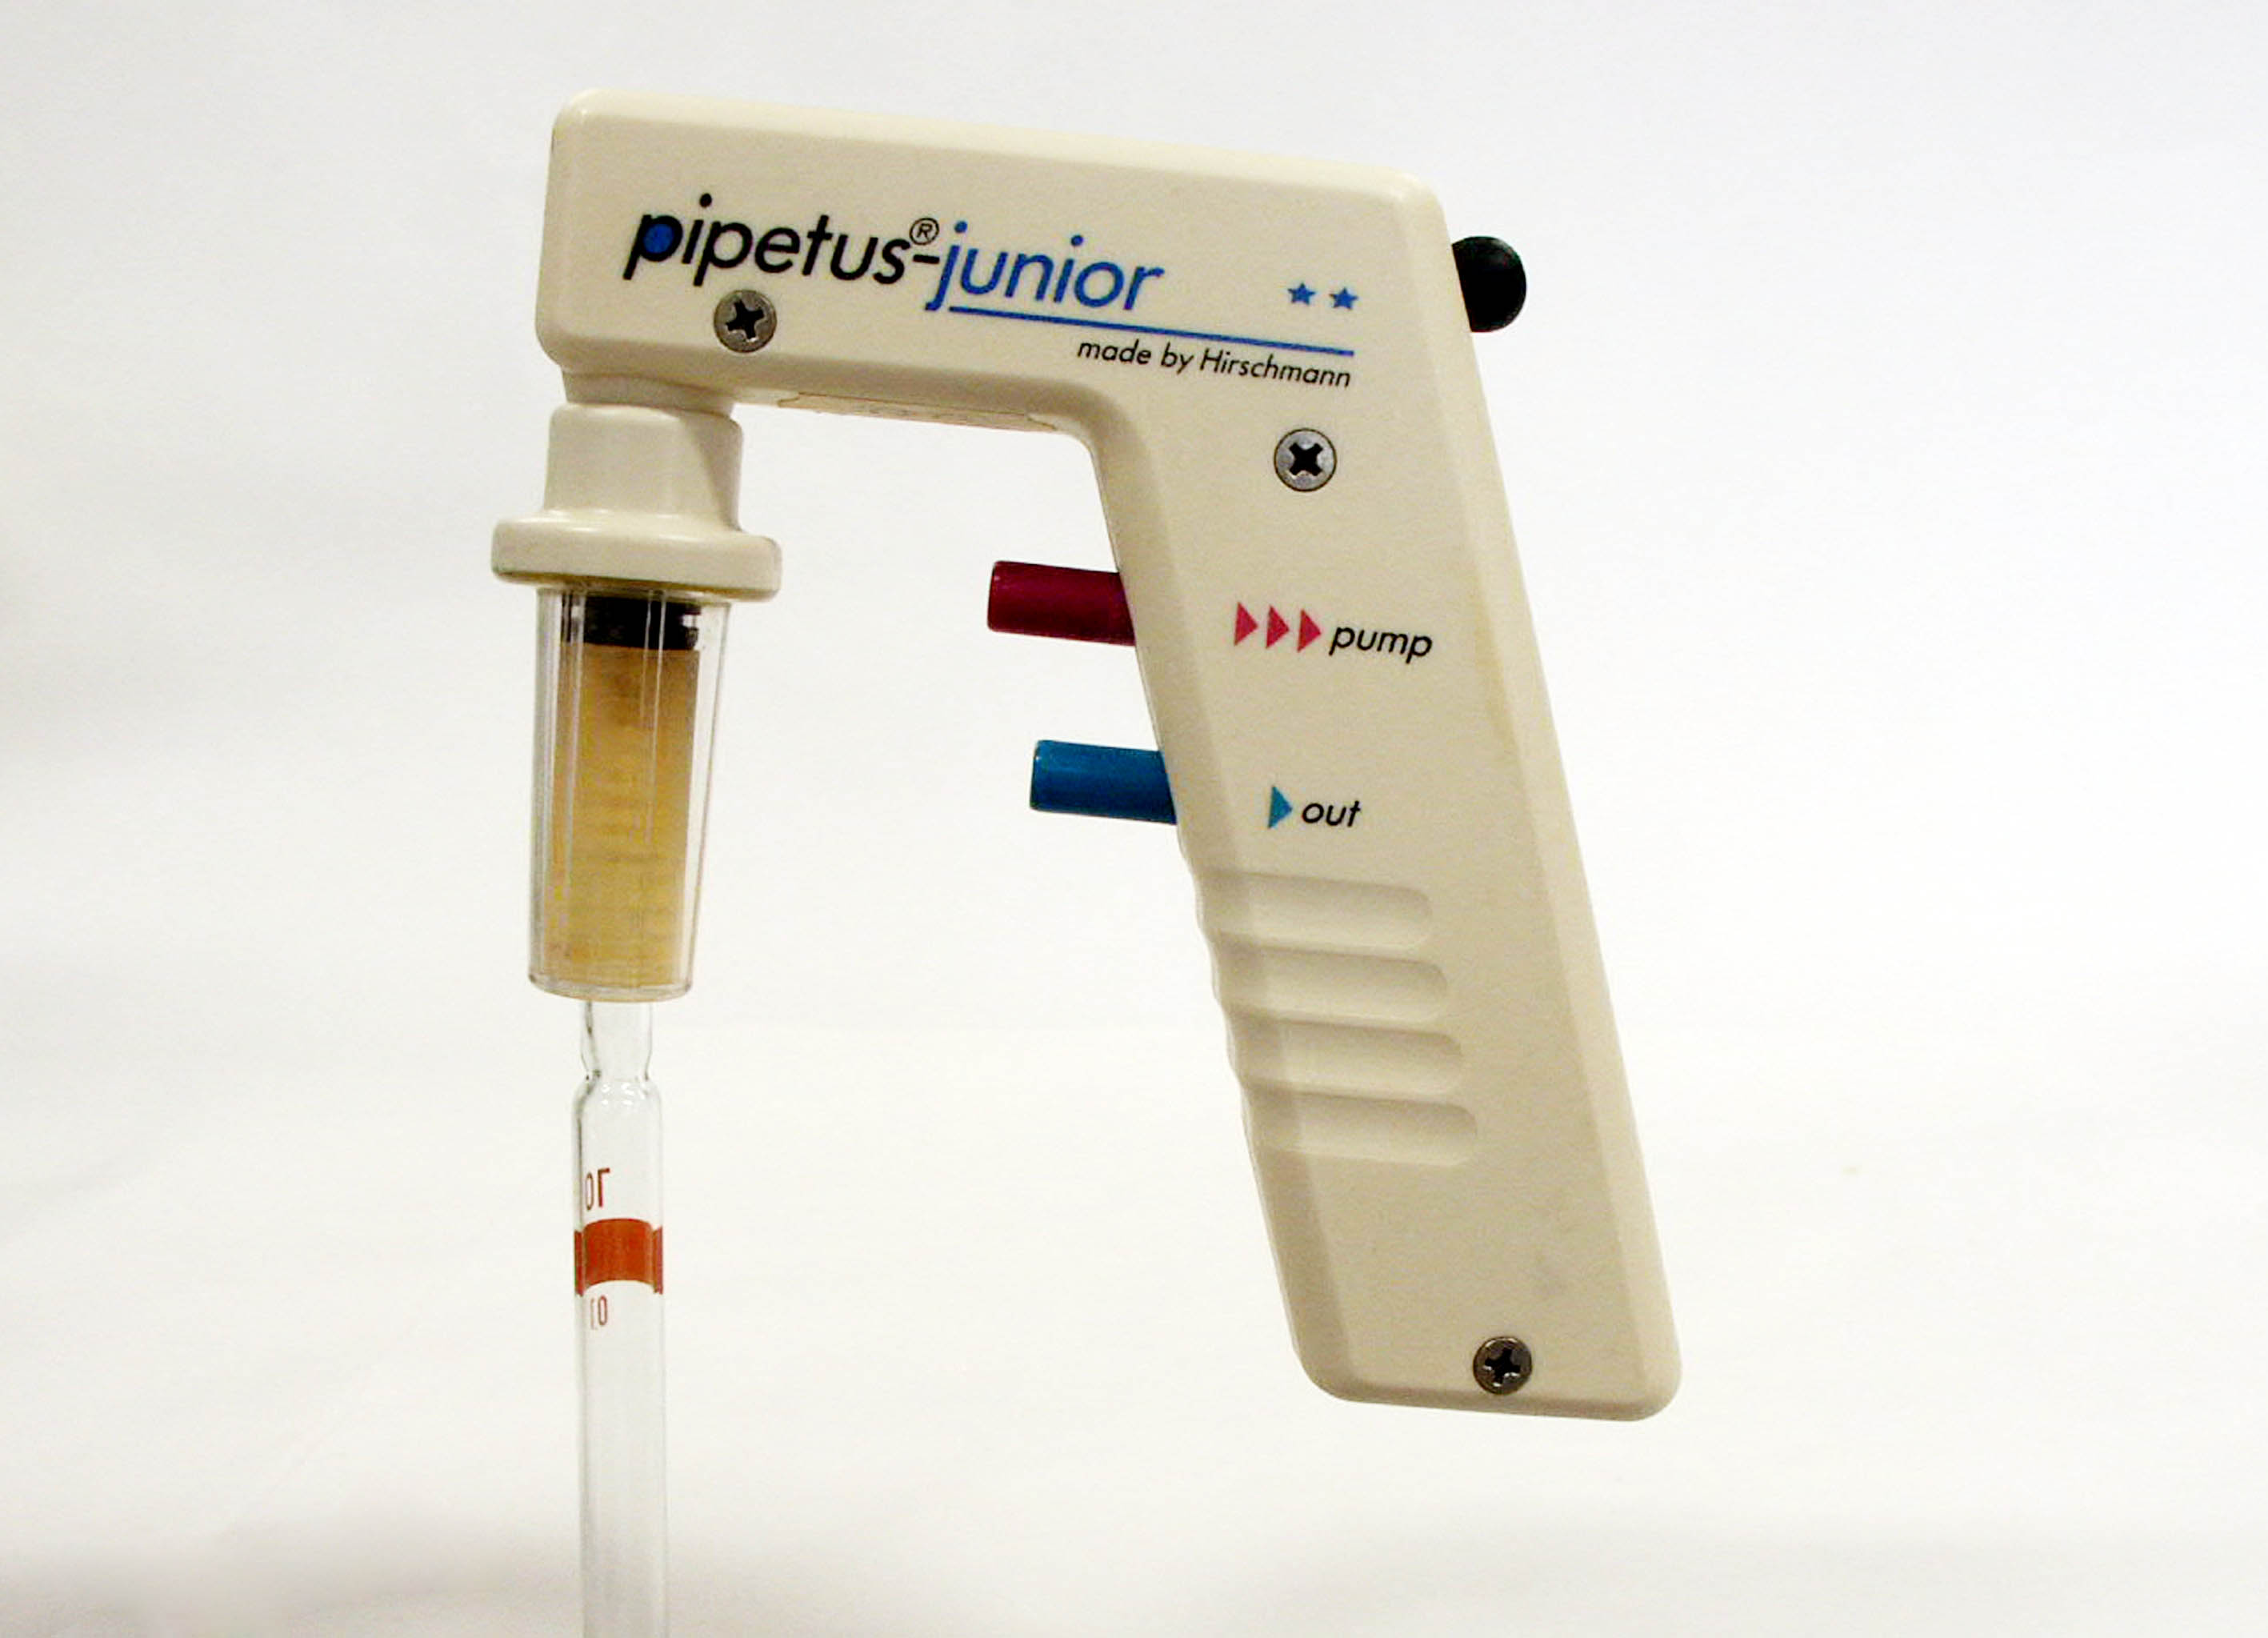 pipetus®-junior
★ ★
made by Hirschmann
pump
out